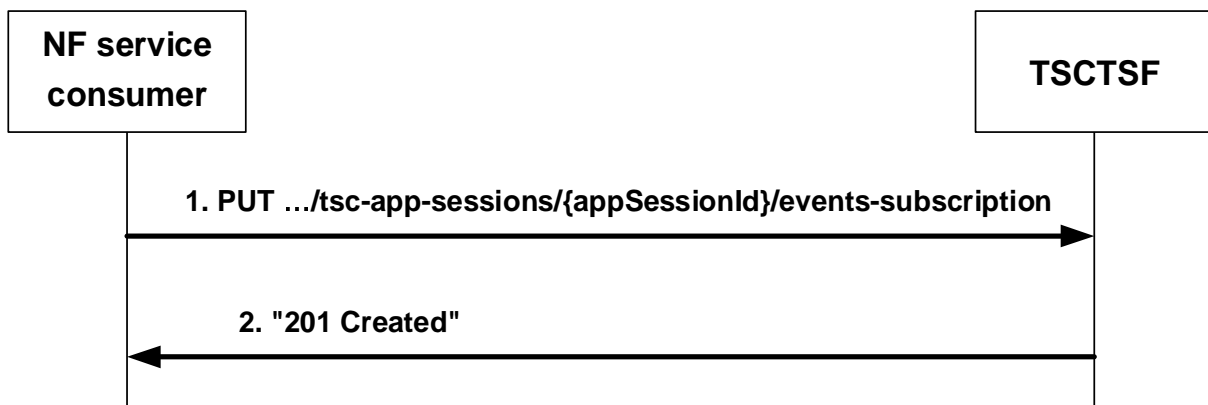 NF service
consumer
TSCTSF
1. PUT …/tsc-app-sessions/{appSessionId}/events-subscription
2. "201 Created"